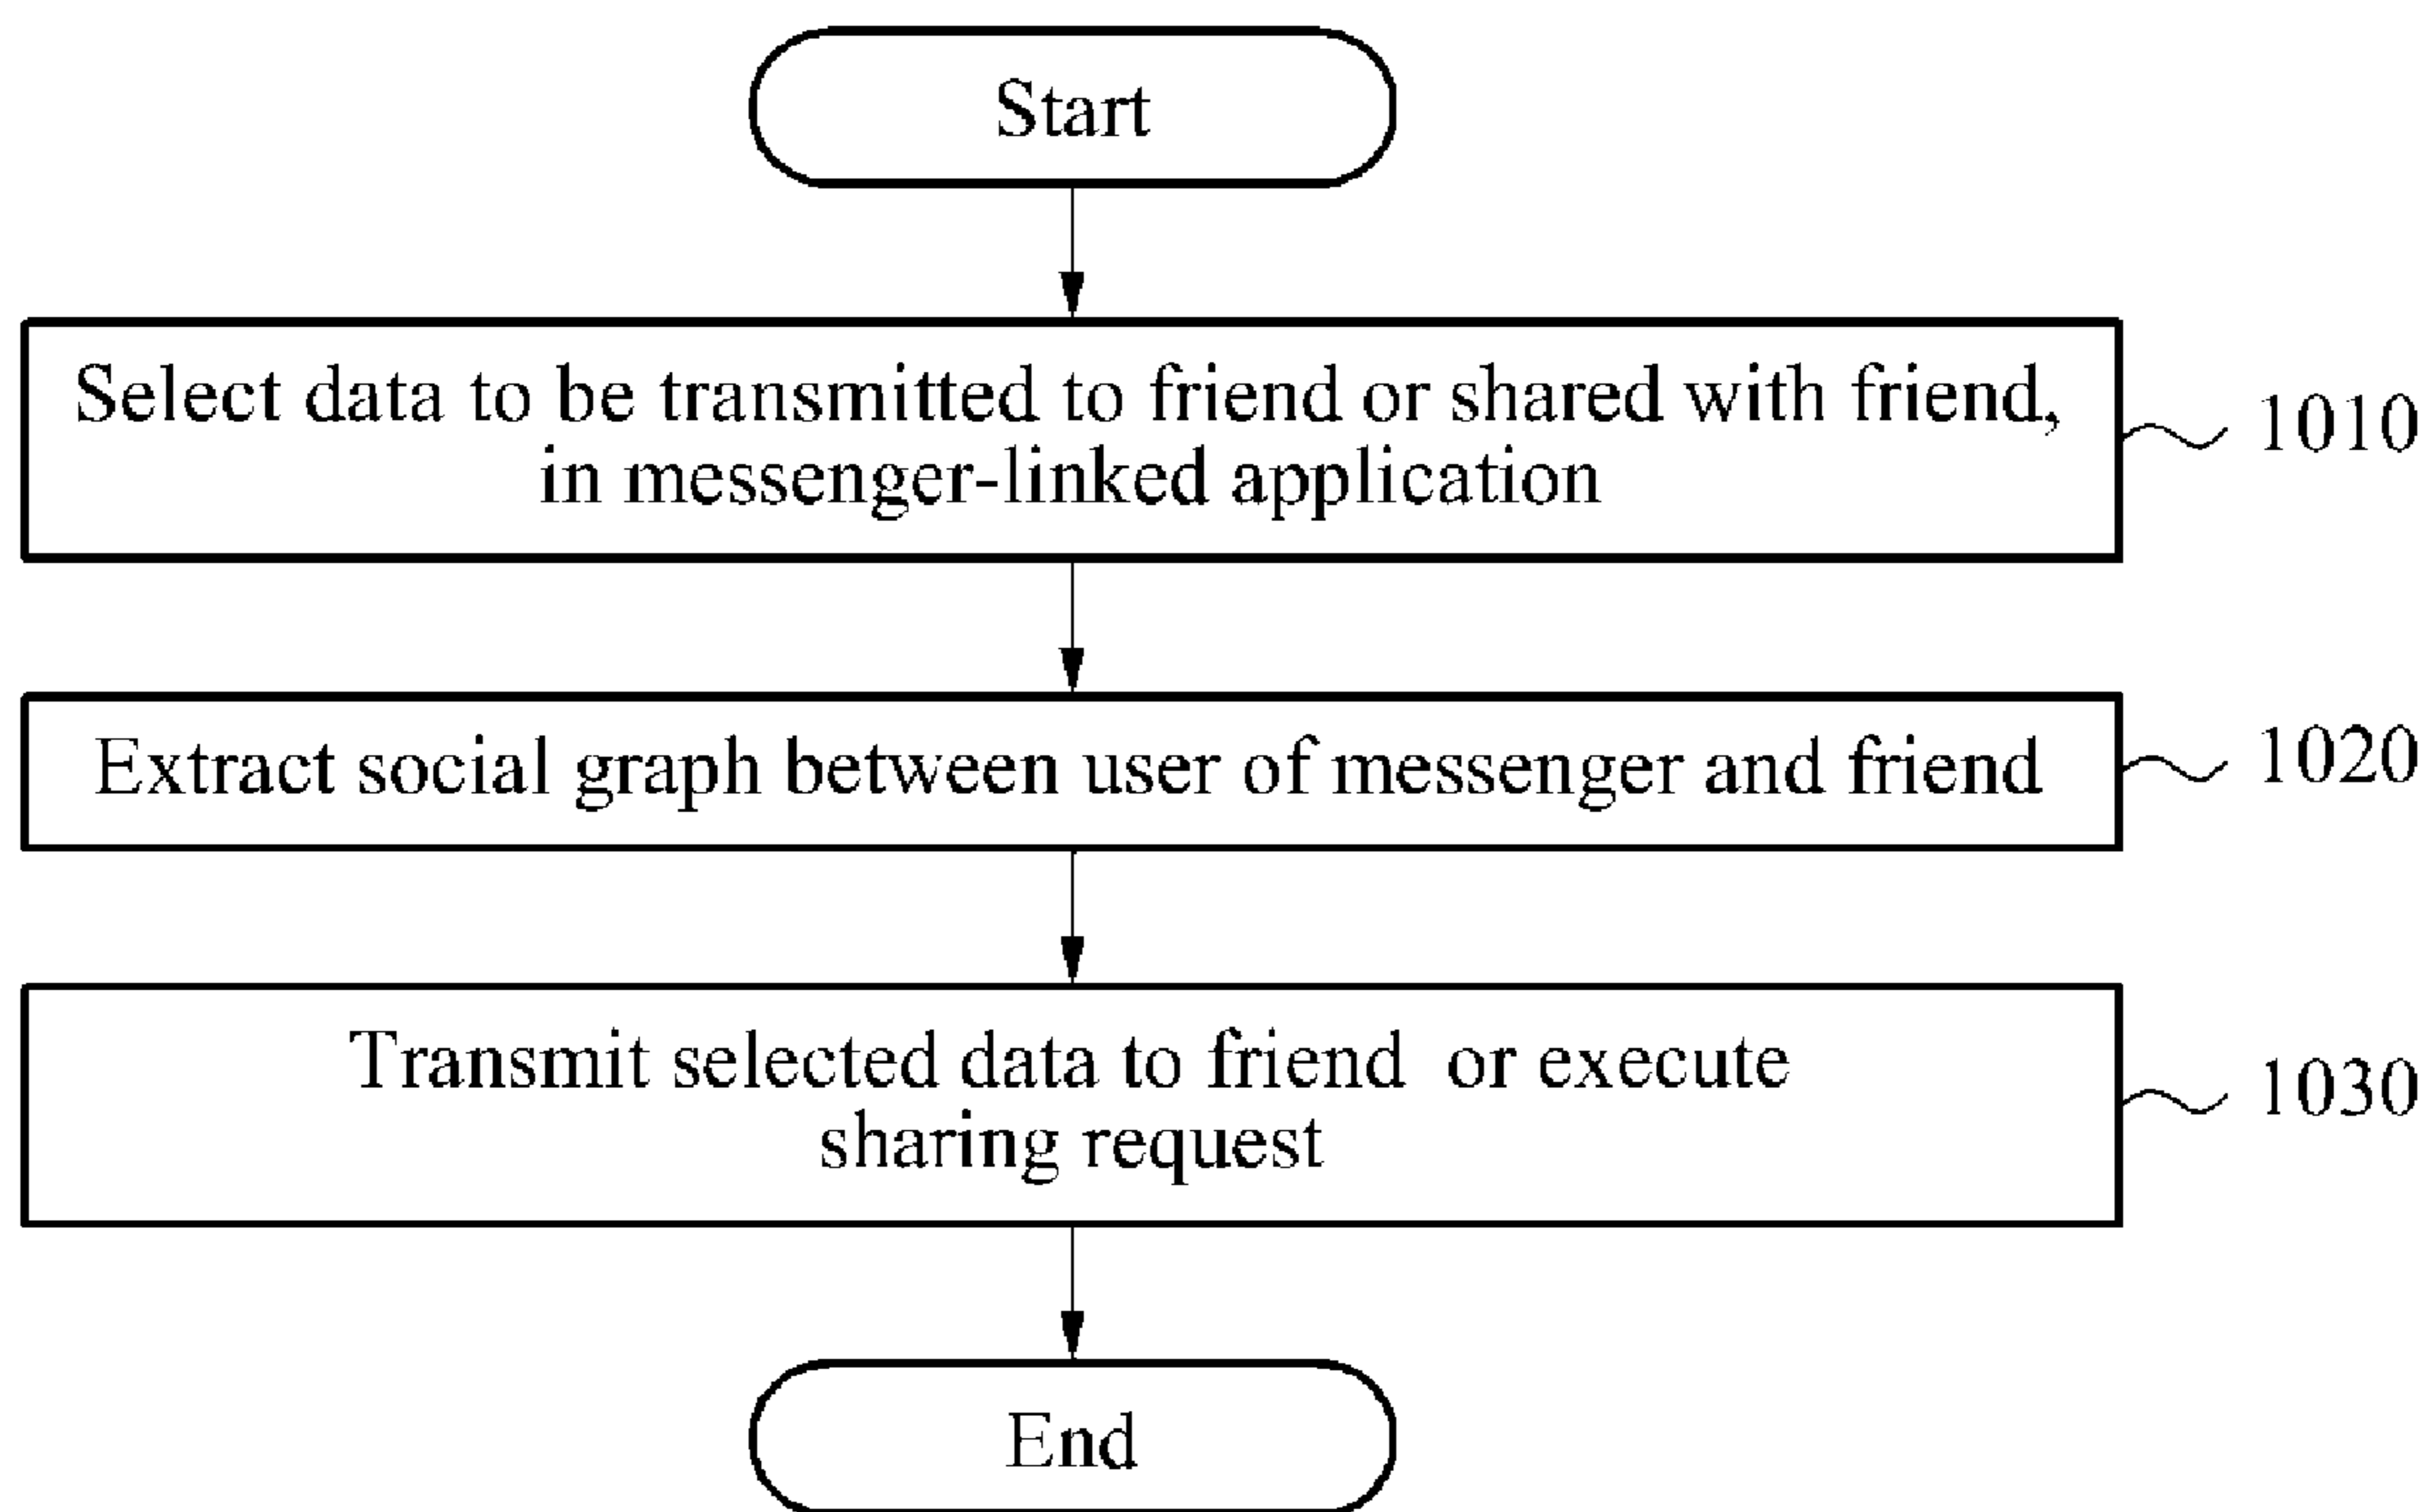 Start
Select data to be transmitted to friend or shared with friend,
in messenger-linked application
1010
Extract social graph between user of messenger and friend
1020
Transmit selected data to friend or execute
sharing request
1030
End